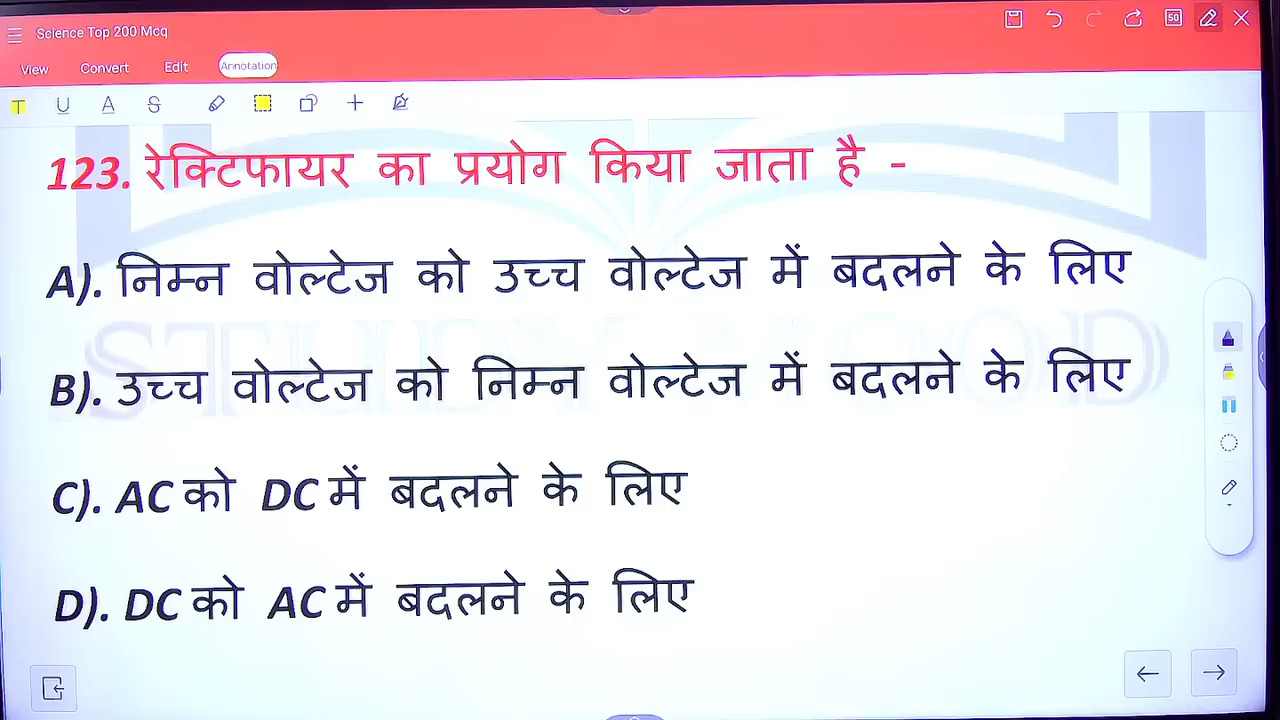 Science Top 200 Mcq
View Convert Edit Annotation
T U A S
50
123. रेक्टिफायर का प्रयोग किया जाता है -
A). निम्न वोल्टेज को उच्च वोल्टेज में बदलने के लिए
B). उच्च वोल्टेज को निम्न वोल्टेज में बदलने के लिए
C). AC को DC में बदलने के लिए
D). DC को AC में बदलने के लिए